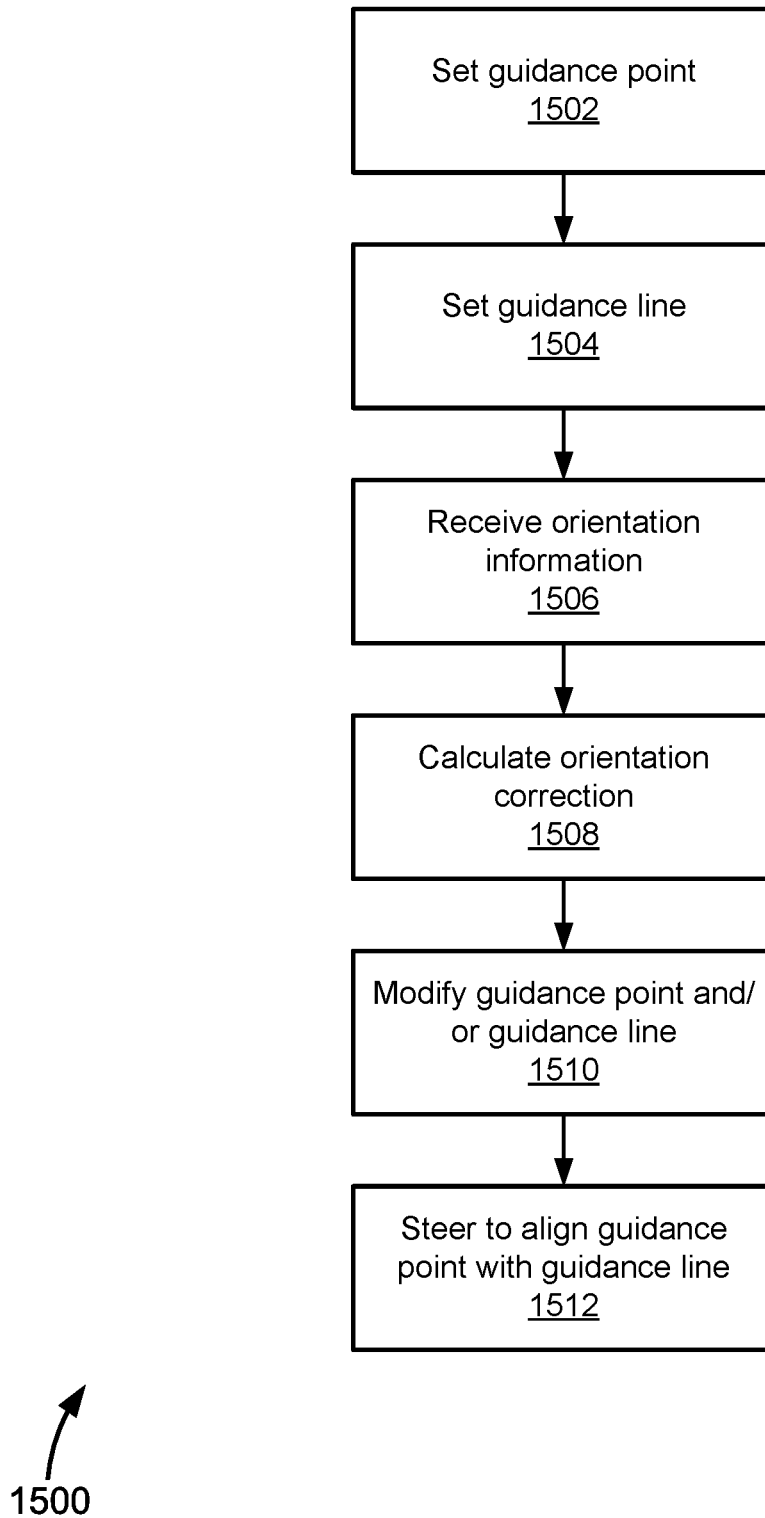 Set guidance point
1502
Set guidance line
1504
Receive orientation
information
1506
Calculate orientation
correction
1508
Modify guidance point and/
or guidance line
1510
Steer to align guidance
point with guidance line
1512
1500